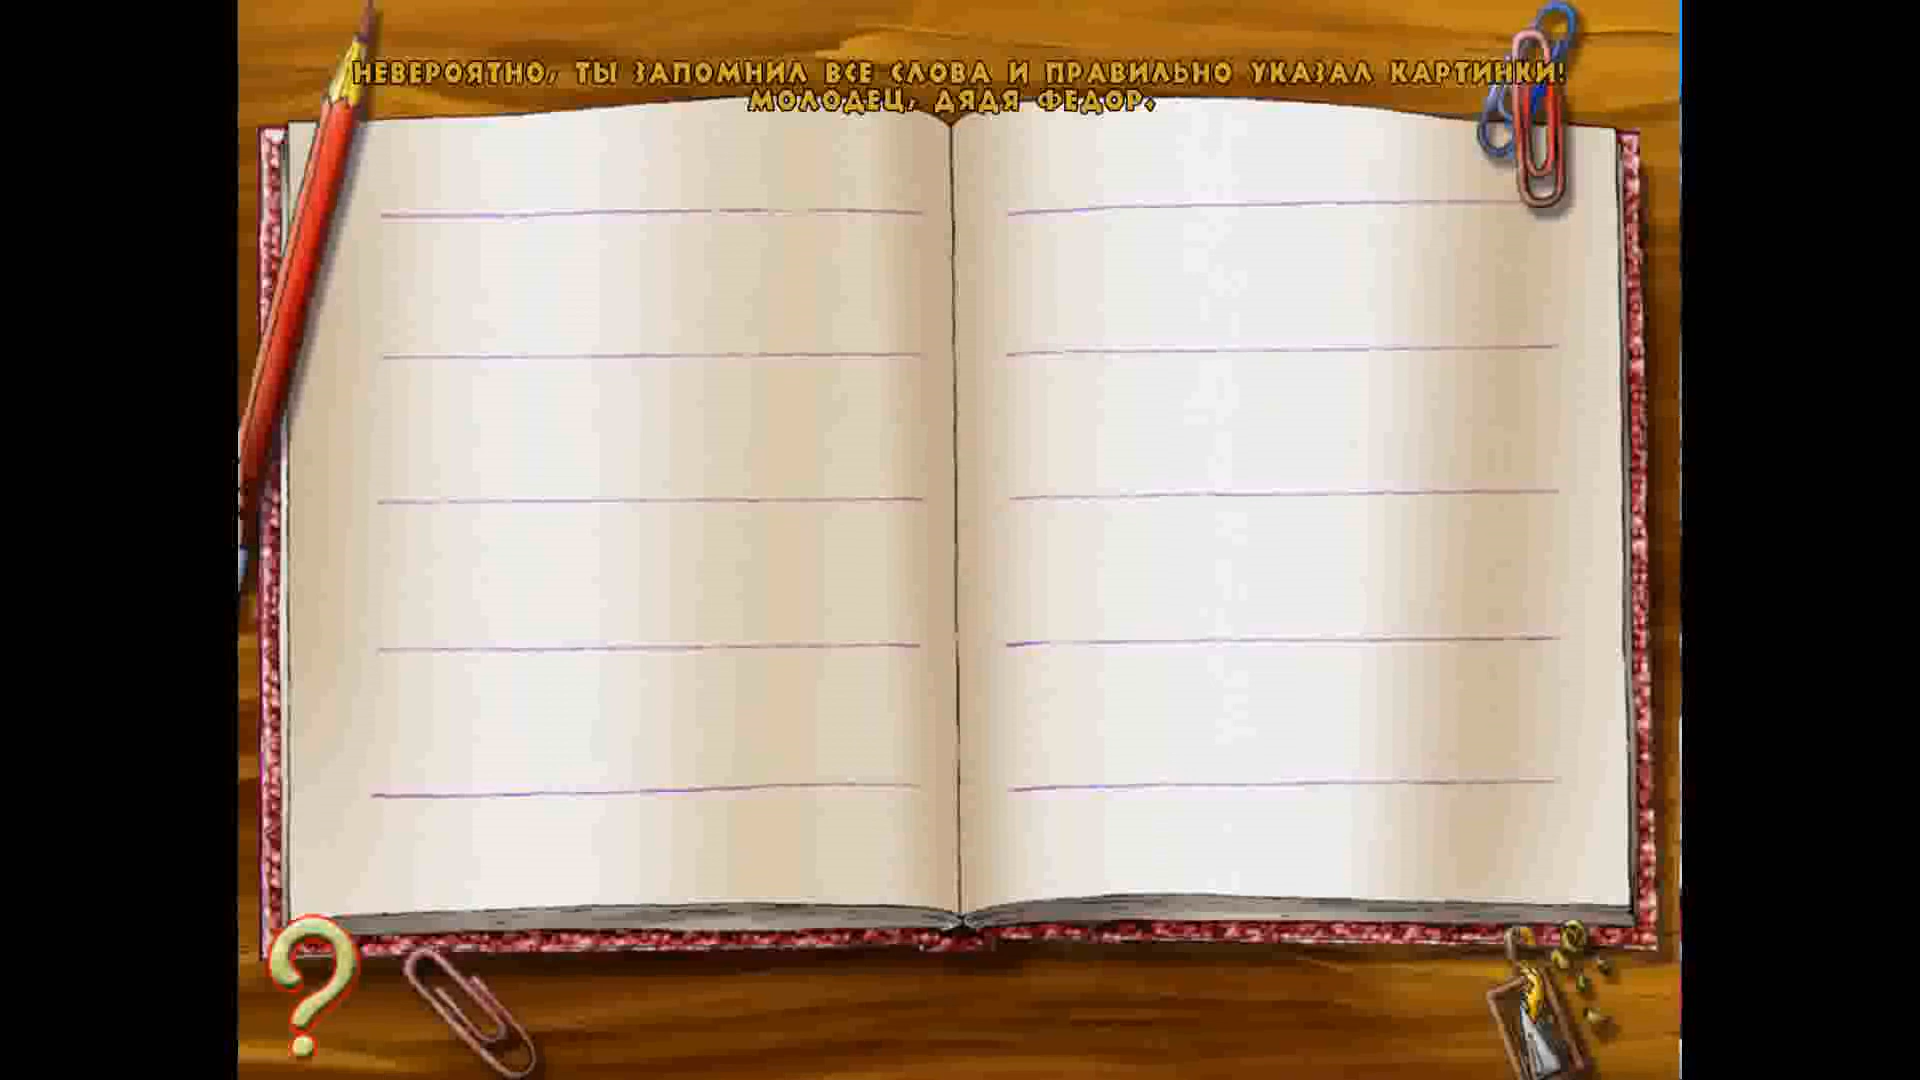 НЕВЕРОЯТНО, ТЫ ЗАПОМНИЛ ВСЕ СЛОВА И ПРАВИЛЬНО УКАЗАЛ КАРТИНКИ!
МОЛОДЕЦ, ДЯДЯ ФЕДОР.
?